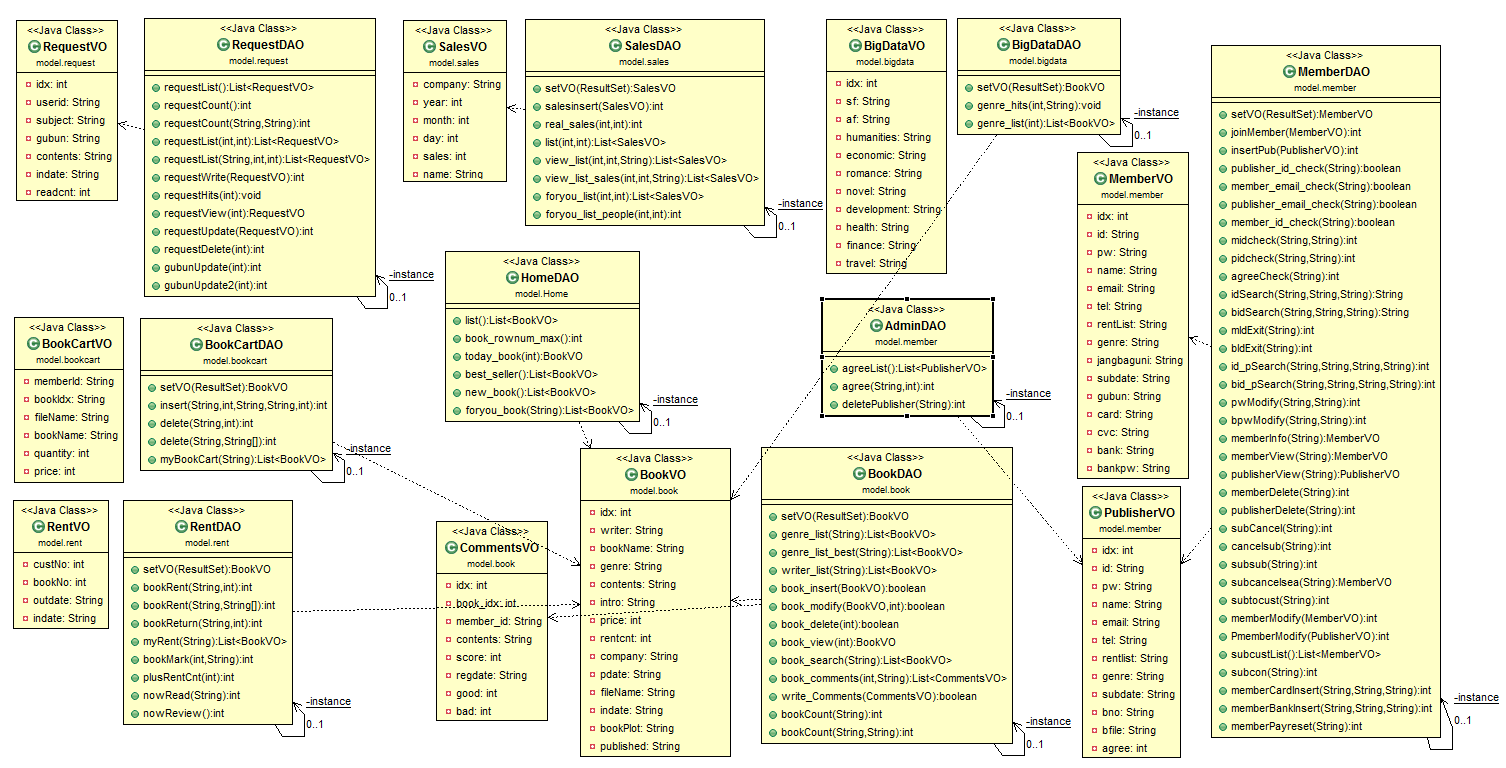 <<Java Class>>
RequestVO
model.request
idx: int
userid: String
subject: String
gubun: String
contents: String
indate: String
readcnt: int
<<Java Class>>
RequestDAO
model.request
requestList():List<RequestVO>
requestCount():int
requestCount(String,String):int
requestList(int,int):List<RequestVO>
requestList(String,int,int):List<RequestVO>
requestWrite(RequestVO):int
requestHits(int):void
requestView(int):RequestVO
requestUpdate(RequestVO):int
requestDelete(int):int
gubunUpdate(int):int
gubunUpdate2(int):int
-instance
0..1
<<Java Class>>
SalesVO
model.sales
company: String
year: int
month: int
day: int
sales: int
name: String
<<Java Class>>
SalesDAO
model.sales
setVO(ResultSet):SalesVO
salesinsert(SalesVO):int
real_sales(int,int):int
list(int,int):List<SalesVO>
view_list(int,int,String):List<SalesVO>
view_list_sales(int,int,String):List<SalesVO>
foryou_list(int,int):List<SalesVO>
foryou_list_people(int,int):int
-instance
0..1
<<Java Class>>
BigDataVO
model.bigdata
idx: int
sf: String
af: String
humanities: String
economic: String
romance: String
novel: String
development: String
health: String
finance: String
travel: String
<<Java Class>>
BigDataDAO
model.bigdata
setVO(ResultSet):BookVO
genre_hits(int,String):void
genre_list(int):List<BookVO>
-instance
0..1
<<Java Class>>
MemberDAO
model.member
setVO(ResultSet):MemberVO
joinMember(MemberVO):int
insertPub(PublisherVO):int
publisher_id_check(String):boolean
member_email_check(String):boolean
publisher_email_check(String):boolean
member_id_check(String):boolean
midcheck(String,String):int
pidcheck(String,String):int
agreeCheck(String):int
idSearch(String,String,String):String
bidSearch(String,String,String):String
mldExit(String):int
bldExit(String):int
id_pSearch(String,String,String,String):int
bid_pSearch(String,String,String,String):int
pwModify(String,String):int
bpwModify(String,String):int
memberInfo(String):MemberVO
memberView(String):MemberVO
publisherView(String):PublisherVO
memberDelete(String):int
publisherDelete(String):int
subCancel(String):int
cancelsub(String):int
subsub(String):int
subcancelsea(String):MemberVO
subtocust(String):int
memberModify(MemberVO):int
PmemberModify(PublisherVO):int
subcustList():List<MemberVO>
subcon(String):int
memberCardInsert(String,String,String):int
memberBankInsert(String,String,String):int
memberPayreset(String):int
-instance
0..1
<<Java Class>>
MemberVO
model.member
idx: int
id: String
pw: String
name: String
email: String
tel: String
rentList: String
genre: String
jangbaguni: String
subdate: String
gubun: String
card: String
cvc: String
bank: String
bankpw: String
<<Java Class>>
HomeDAO
model.Home
list():List<BookVO>
book_rownum_max():int
today_book(int):BookVO
best_seller():List<BookVO>
new_book():List<BookVO>
foryou_book(String):List<BookVO>
-instance
0..1
<<Java Class>>
AdminDAO
model.member
agreeList():List<PublisherVO>
agree(String,int):int
deletePublisher(String):int
-instance
0..1
<<Java Class>>
BookCartVO
model.bookcart
memberId: String
bookIdx: String
fileName: String
bookName: String
quantity: int
price: int
<<Java Class>>
BookCartDAO
model.bookcart
setVO(ResultSet):BookVO
insert(String,int,String,String,int):int
delete(String,int):int
delete(String,String[]):int
myBookCart(String):List<BookVO>
-instance
0..1
<<Java Class>>
BookVO
model.book
idx: int
writer: String
bookName: String
genre: String
contents: String
intro: String
price: int
rentcnt: int
company: String
pdate: String
fileName: String
indate: String
bookPlot: String
published: String
<<Java Class>>
BookDAO
model.book
setVO(ResultSet):BookVO
genre_list(String):List<BookVO>
genre_list_best(String):List<BookVO>
writer_list(String):List<BookVO>
book_insert(BookVO):boolean
book_modify(BookVO,int):boolean
book_delete(int):boolean
book_view(int):BookVO
book_search(String):List<BookVO>
book_comments(int,String):List<CommentsVO>
write_Comments(CommentsVO):boolean
bookCount(String):int
bookCount(String,String):int
-instance
0..1
<<Java Class>>
PublisherVO
model.member
idx: int
id: String
pw: String
name: String
email: String
tel: String
rentlist: String
genre: String
subdate: String
bno: String
bfile: String
agree: int
<<Java Class>>
RentVO
model.rent
custNo: int
bookNo: int
outdate: String
indate: String
<<Java Class>>
RentDAO
model.rent
setVO(ResultSet):BookVO
bookRent(String,int):int
bookRent(String,String[]):int
bookReturn(String,int):int
myRent(String):List<BookVO>
bookMark(int,String):int
plusRentCnt(int):int
nowRead(String):int
nowReview():int
-instance
0..1
<<Java Class>>
CommentsVO
model.book
idx: int
book_idx: int
member_id: String
contents: String
score: int
regdate: String
good: int
bad: int